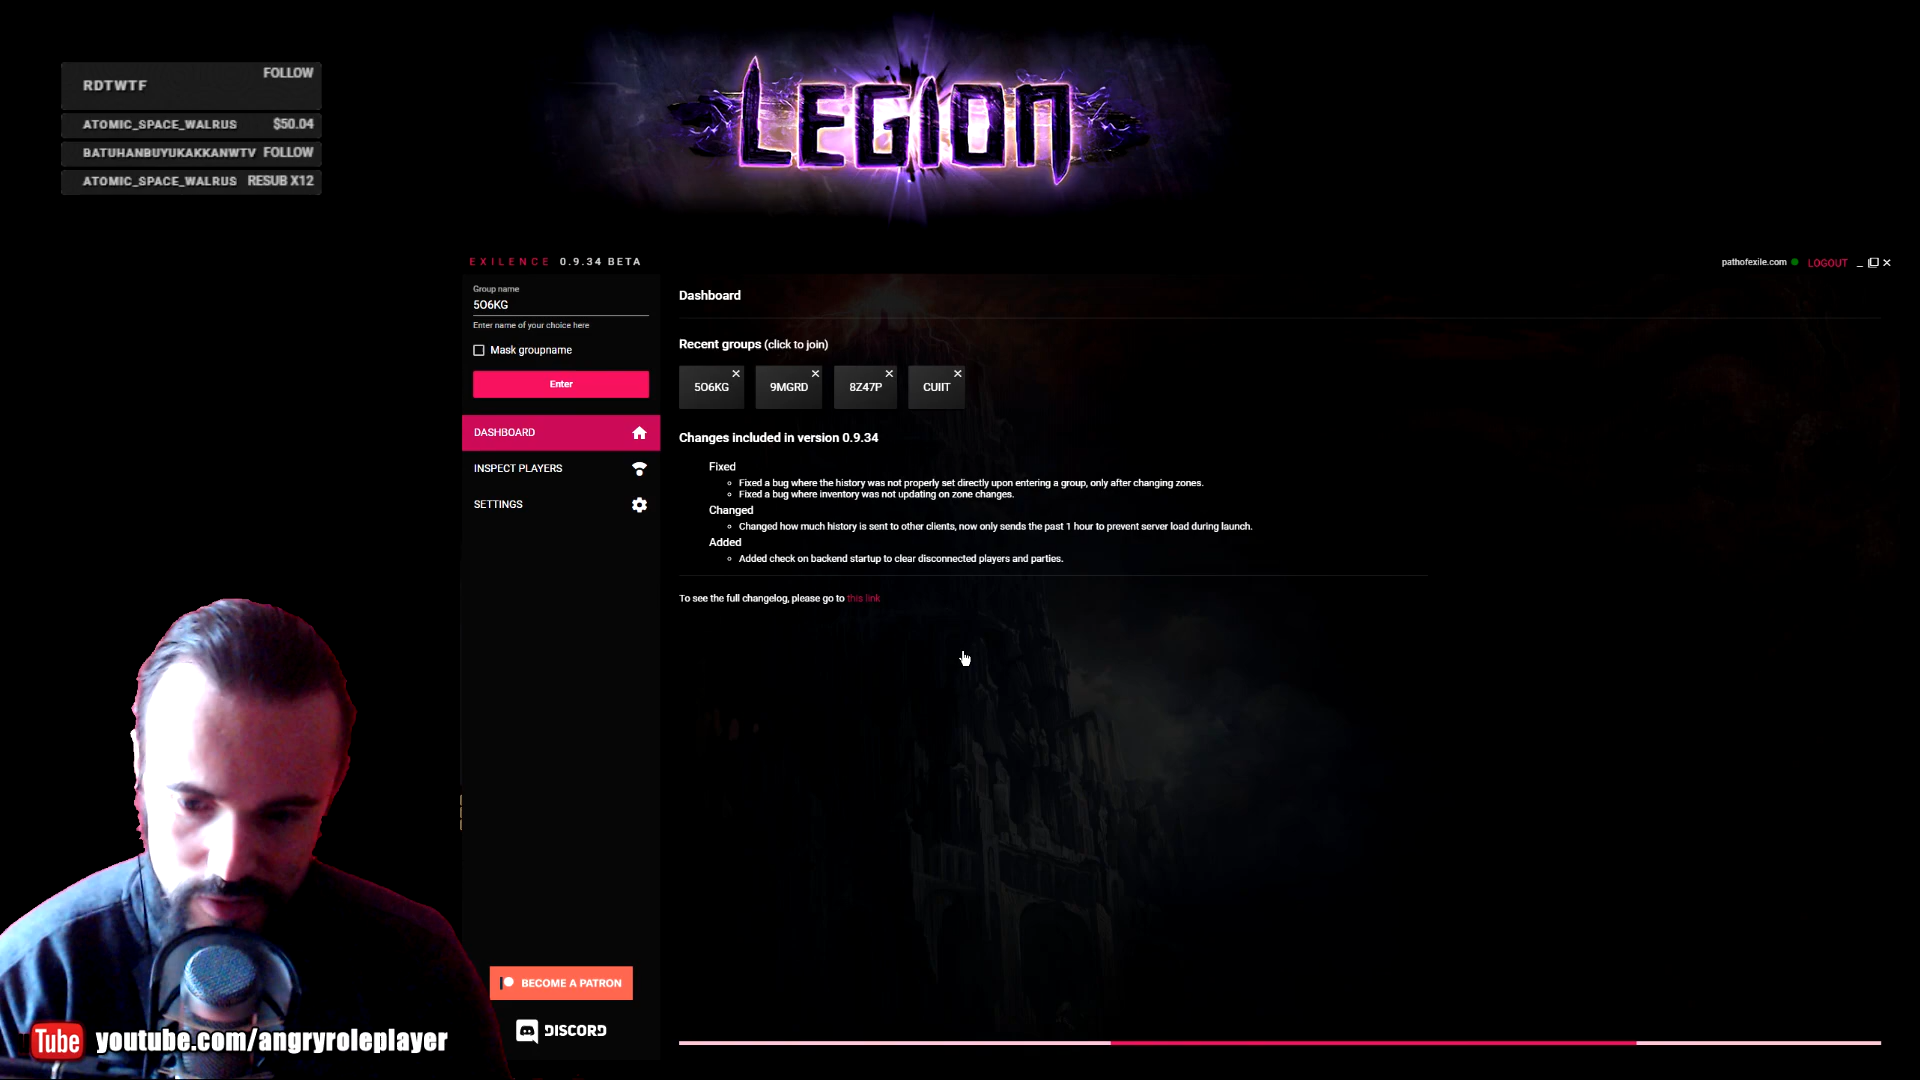 RDTWTF FOLLOW
ATOMIC_SPACE_WALRUS $50.04
BATUHANBUYUKAKKANWTV FOLLOW
ATOMIC_SPACE_WALRUS RESUB X12
LEGION
EXILENCE 0.9.34 BETA
pathofexile.com LOGOUT
Group name
5O6KG
Enter name of your choice here
Mask groupname
Enter
DASHBOARD
INSPECT PLAYERS
SETTINGS
Dashboard
Recent groups (click to join)
5O6KG 9MGRD 8Z47P CUIIT
Changes included in version 0.9.34
Fixed
Fixed a bug where the history was not properly set directly upon entering a group, only after changing zones.
Fixed a bug where inventory was not updating on zone changes.
Changed
Changed how much history is sent to other clients, now only sends the past 1 hour to prevent server load during launch.
Added
Added check on backend startup to clear disconnected players and parties.
To see the full changelog, please go to this link
BECOME A PATRON
DISCORD
Tube youtube.com/angryroleplayer